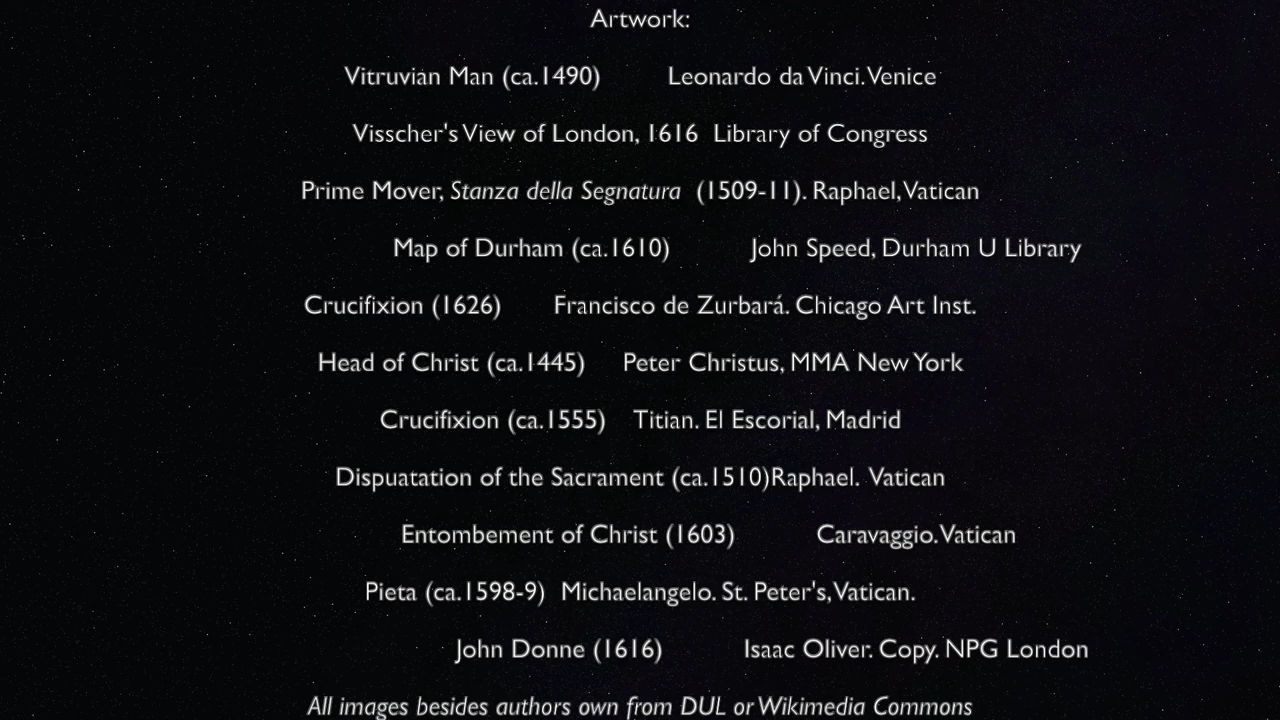 Artwork:
Vitruvian Man (ca.1490) Leonardo da Vinci. Venice
Visscher's View of London, 1616 Library of Congress
Prime Mover, Stanza della Segnatura (1509-11). Raphael, Vatican
Map of Durham (ca.1610) John Speed, Durham U Library
Crucifixion (1626) Francisco de Zurbará. Chicago Art Inst.
Head of Christ (ca.1445) Peter Christus, MMA New York
Crucifixion (ca.1555) Titian. El Escorial, Madrid
Dispuatation of the Sacrament (ca.1510)Raphael. Vatican
Entombement of Christ (1603) Caravaggio. Vatican
Pieta (ca.1598-9) Michaelangelo. St. Peter's, Vatican.
John Donne (1616) Isaac Oliver. Copy. NPG London
All images besides authors own from DUL or Wikimedia Commons